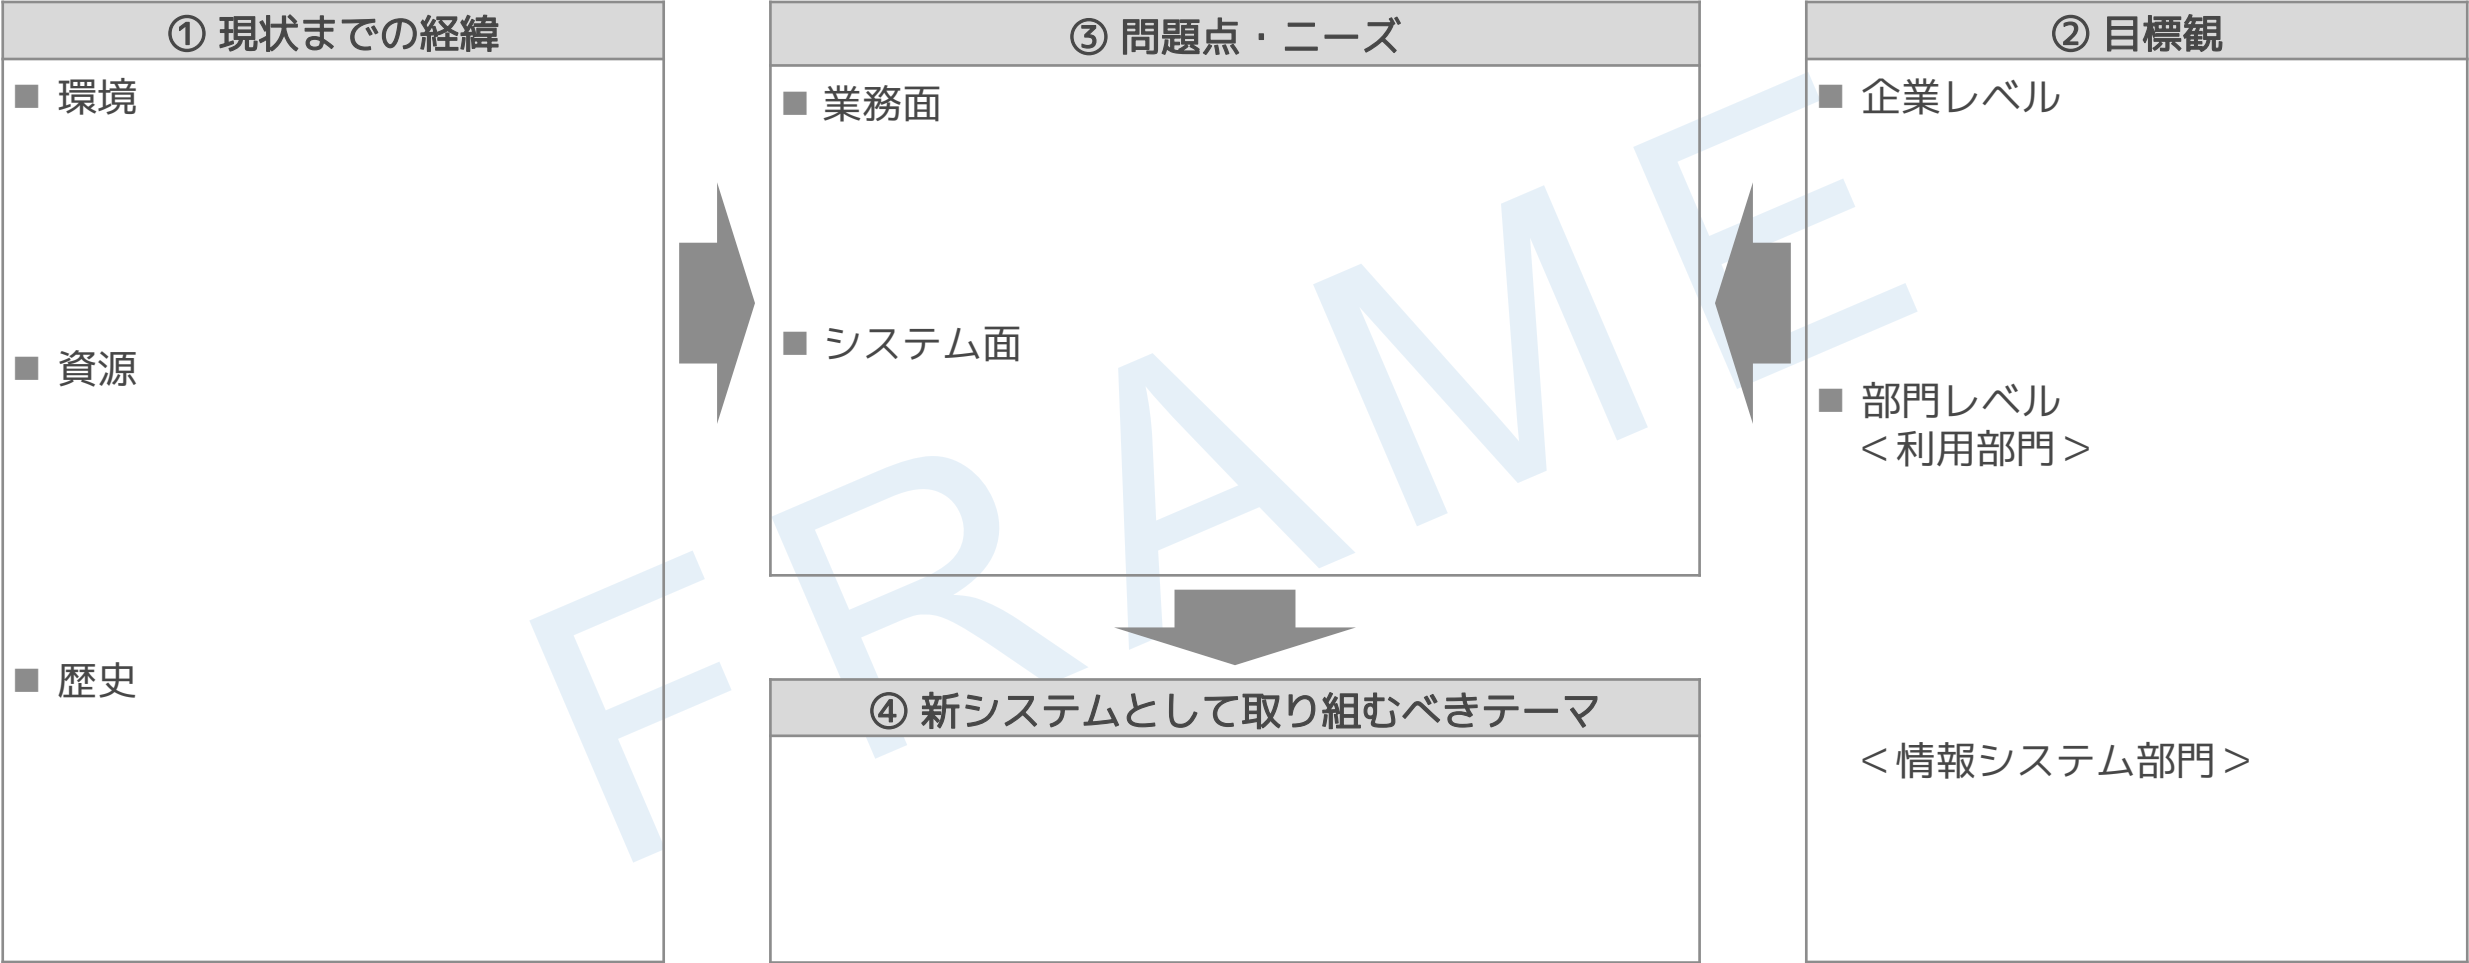 ① 現状までの経緯
■ 環境
■ 資源
■ 歴史
③ 問題点・ニーズ
■ 業務面
■ システム面
④ 新システムとして取り組むべきテーマ
② 目標観
■ 企業レベル
■ 部門レベル
＜利用部門＞
＜情報システム部門＞
FRAME